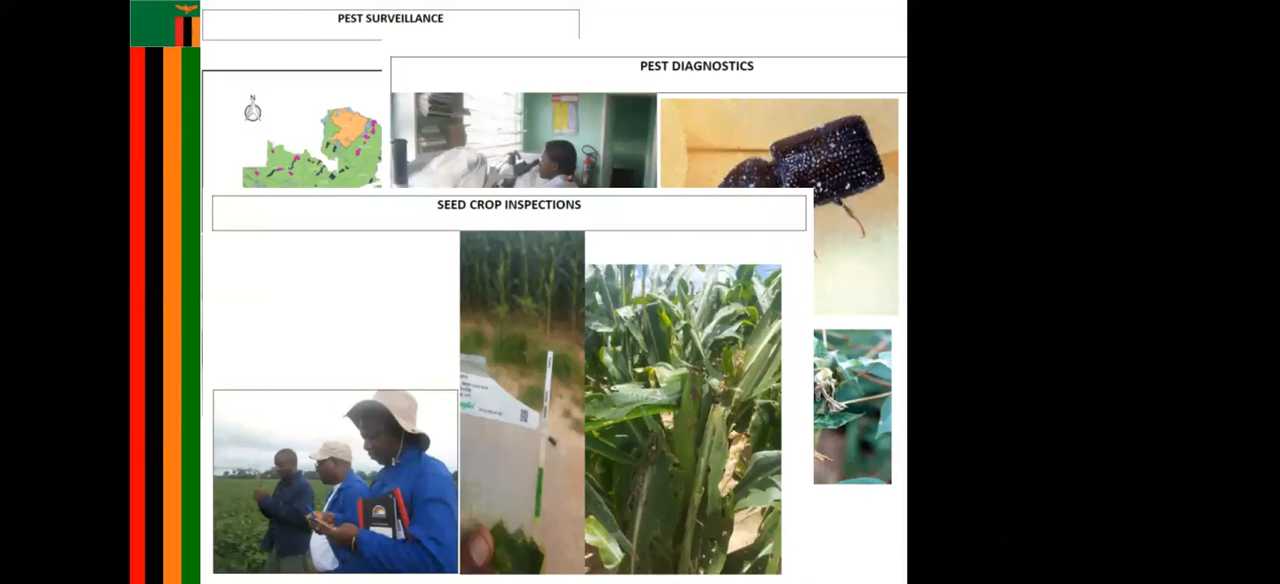 PEST SURVEILLANCE
PEST DIAGNOSTICS
N
SEED CROP INSPECTIONS